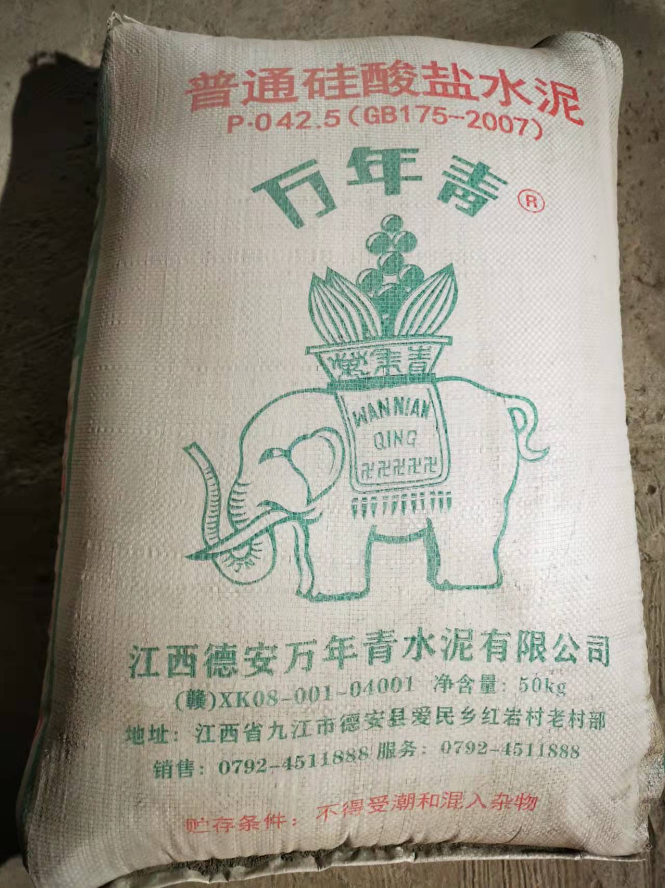 普通硅酸盐水泥
P·O 42.5(GB175--2007)
万年青®
萬年青
WANNIAN
QING
卍卍卍卍卍
江西德安万年青水泥有限公司
(赣)XK08-001-04001 净含量: 50kg
地址: 江西省九江市德安县爱民乡红岩村老村部
销售: 0792-4511888 服务: 0792-4511888
贮存条件: 不得受潮和混入杂物